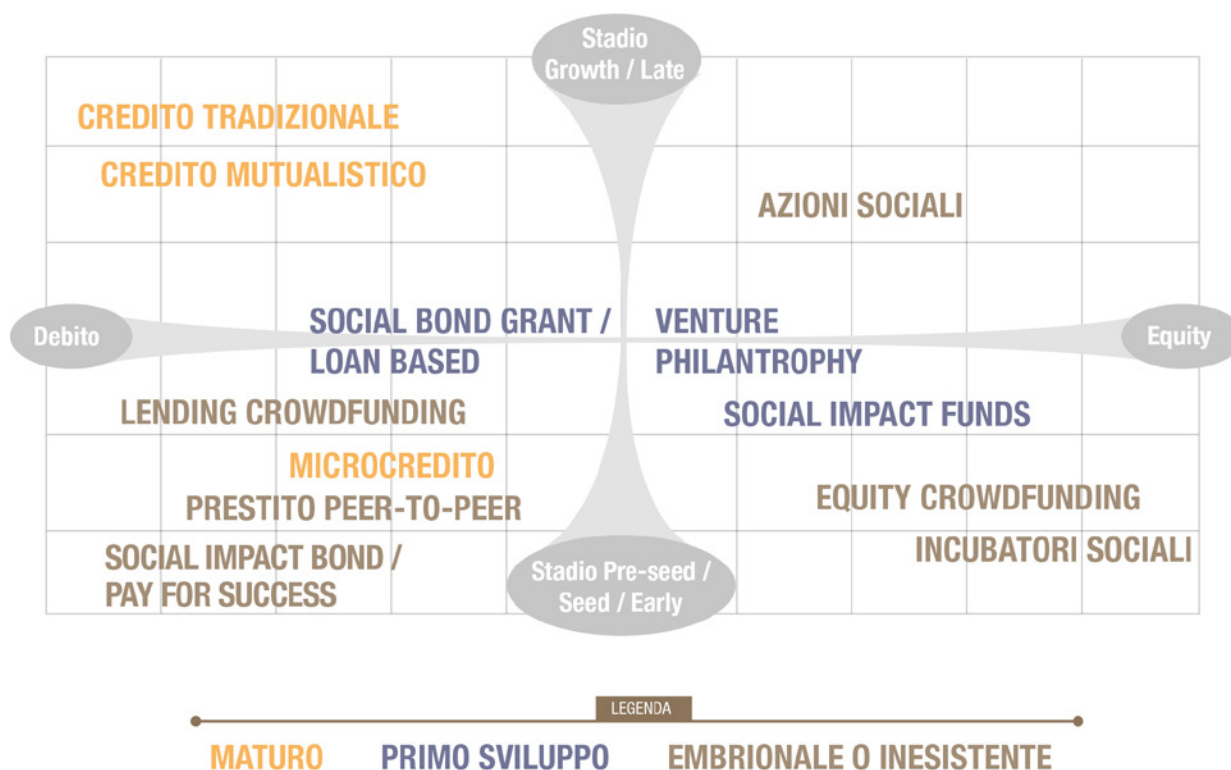 Stadio
Growth / Late
CREDITO TRADIZIONALE
CREDITO MUTUALISTICO
AZIONI SOCIALI
Debito
SOCIAL BOND GRANT /
LOAN BASED
VENTURE
PHILANTROPHY
Equity
LENDING CROWDFUNDING
SOCIAL IMPACT FUNDS
MICROCREDITO
PRESTITO PEER-TO-PEER
EQUITY CROWDFUNDING
SOCIAL IMPACT BOND /
PAY FOR SUCCESS
INCUBATORI SOCIALI
Stadio Pre-seed /
Seed / Early
LEGENDA
MATURO
PRIMO SVILUPPO
EMBRIONALE O INESISTENTE